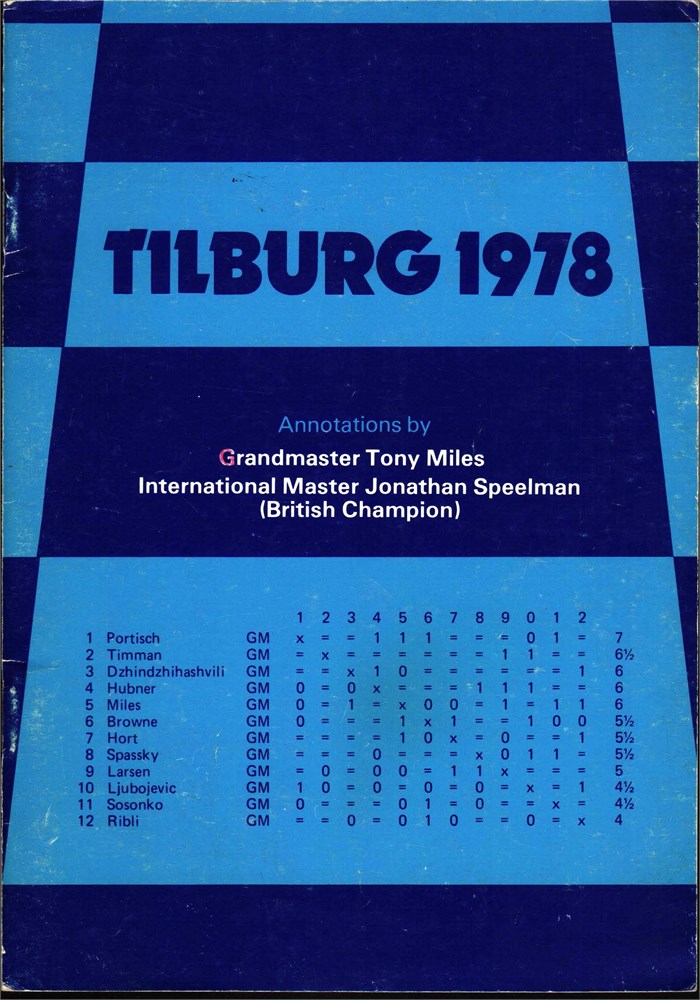 TILBURG 1978
Annotations by
Grandmaster Tony Miles
International Master Jonathan Speelman
(British Champion)
1 2 3 4 5 6 7 8 9 0 1 2
1 Portisch GM x = = 1 1 1 = = = 0 1 = 7
2 Timman GM = x = = = = = = 1 1 = = 6½
3 Dzhindzhihashvili GM = = x 1 0 = = = = = = 1 6
4 Hubner GM 0 = 0 x = = = 1 1 1 = = 6
5 Miles GM 0 = 1 = x 0 0 = 1 = 1 1 6
6 Browne GM 0 = = = 1 x 1 = = 1 0 0 5½
7 Hort GM = = = = 1 0 x = 0 = = 1 5½
8 Spassky GM = = = 0 = = = x 0 1 1 = 5½
9 Larsen GM = 0 = 0 0 = 1 1 x = = = 5
10 Ljubojevic GM 1 0 = 0 = 0 = 0 = x = 1 4½
11 Sosonko GM 0 = = = 0 1 = 0 = = x = 4½
12 Ribli GM = = 0 = 0 1 0 = = 0 = x 4